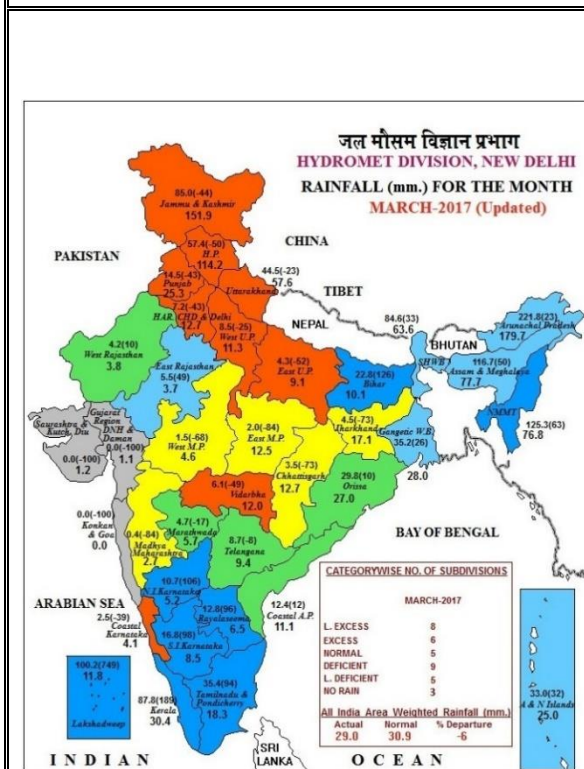 जल मौसम विज्ञान प्रभाग
HYDROMET DIVISION, NEW DELHI
RAINFALL (mm.) FOR THE MONTH
MARCH-2017 (Updated)
85.0(-44)
Jammu & Kashmir
151.9
PAKISTAN
CHINA
57.4(-50)
H.P.
114.2
14.5(-43)
Punjab
25.3
44.5(-23)
57.6
Uttarakhand
TIBET
7.2(-43)
HAR. CHD & Delhi
12.7
8.5(-25)
West U.P.
11.3
NEPAL
84.6(33)
63.6
221.8(23)
Arunachal Pradesh
179.7
BHUTAN
SHWB
4.2(10)
West Rajasthan
3.8
East Rajasthan
5.5(49)
3.7
4.3(-52)
East U.P.
9.1
22.8(126)
Bihar
10.1
116.7(50)
Assam & Meghalaya
77.7
NMMT
125.3(63)
76.8
Saurashtra &
Kutch, Diu
0.0(-100)
1.2
Gujarat
Region
DNH &
Daman
0.0(-100)
1.1
1.5(-68)
West M.P.
4.6
2.0(-84)
East M.P.
12.5
4.5(-73)
Jharkhand
17.1
Gangetic W.B.
35.2(26)
28.0
3.5(-73)
Chhattisgarh
12.7
6.1(-49)
Vidarbha
12.0
29.8(10)
Orissa
27.0
0.0(-100)
Konkan
& Goa
0.0
0.4(-84)
Madhya
Maharashtra
2.7
4.7(-17)
Marathwada
5.7
8.7(-8)
Telangana
9.4
BAY OF BENGAL
ARABIAN SEA
10.7(106)
N.I.Karnataka
5.2
12.8(96)
Rayalaseema
6.5
12.4(12)
Coastal A.P.
11.1
2.5(-39)
Coastal
Karnataka
4.1
16.8(98)
S.I.Karnataka
8.5
100.2(749)
11.8
Lakshadweep
87.8(189)
Kerala
30.4
35.4(94)
Tamilnadu &
Pondicherry
18.3
CATEGORYWISE NO. OF SUBDIVISIONS
MARCH-2017
L. EXCESS 8
EXCESS 6
NORMAL 5
DEFICIENT 9
L. DEFICIENT 5
NO RAIN 3
All India Area Weighted Rainfall (mm.)
Actual Normal % Departure
29.0 30.9 -6
33.0(32)
A & N Islands
25.0
SRI
LANKA
INDIAN OCEAN